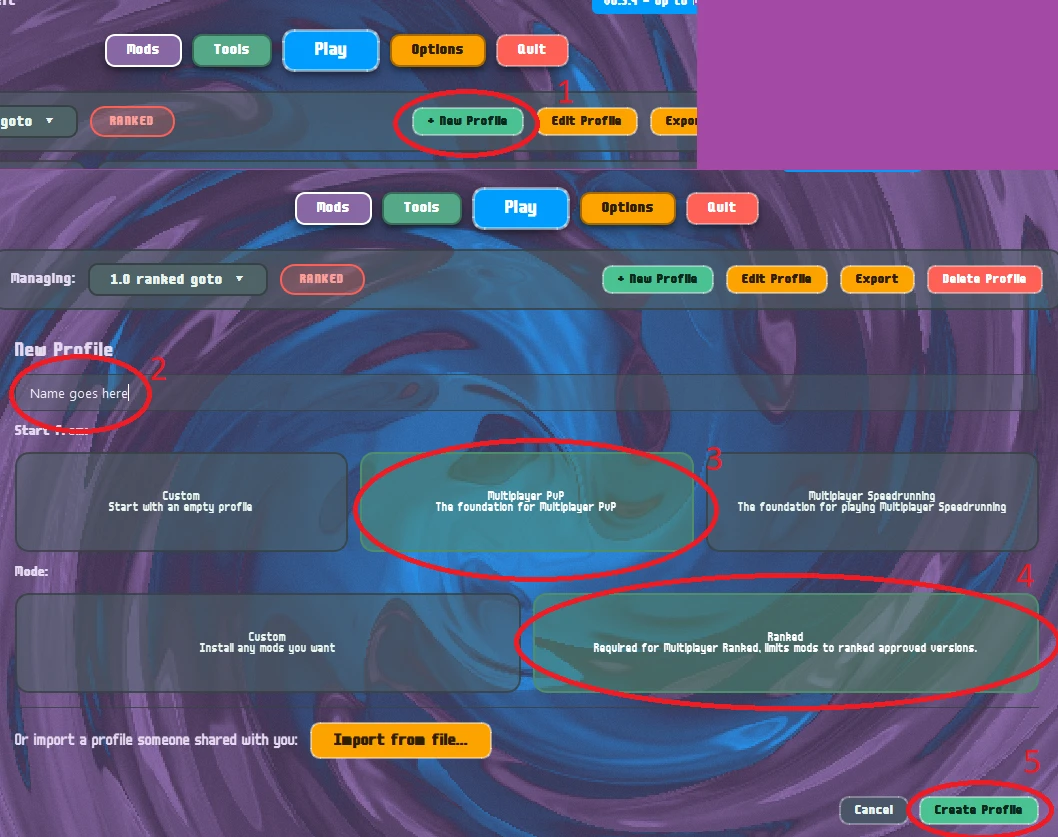 Mods Tools Play Options Quit
1
goto ▼ RANKED + New Profile Edit Profile
Mods Tools Play Options Quit
Managing: 1.0 ranked goto ▼ RANKED + New Profile Edit Profile Export Delete Profile
New Profile
2
Name goes here
Start from:
3
Custom
Start with an empty profile
Multiplayer PvP
The foundation for Multiplayer PvP
Multiplayer Speedrunning
The foundation for playing Multiplayer Speedrunning
Mode:
4
Custom
Install any mods you want
Ranked
Required for Multiplayer Ranked, limits mods to ranked approved versions.
Or import a profile someone shared with you: Import from file...
5
Cancel Create Profile